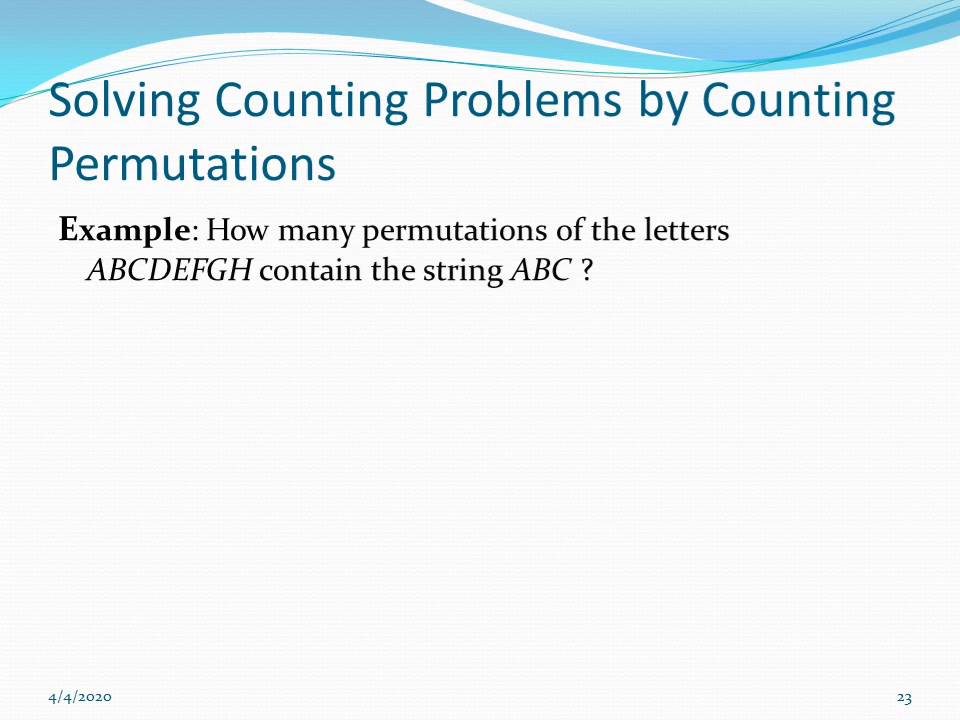 Solving Counting Problems by Counting
Permutations
Example: How many permutations of the letters
ABCDEFGH contain the string ABC ?
4/4/2020
23